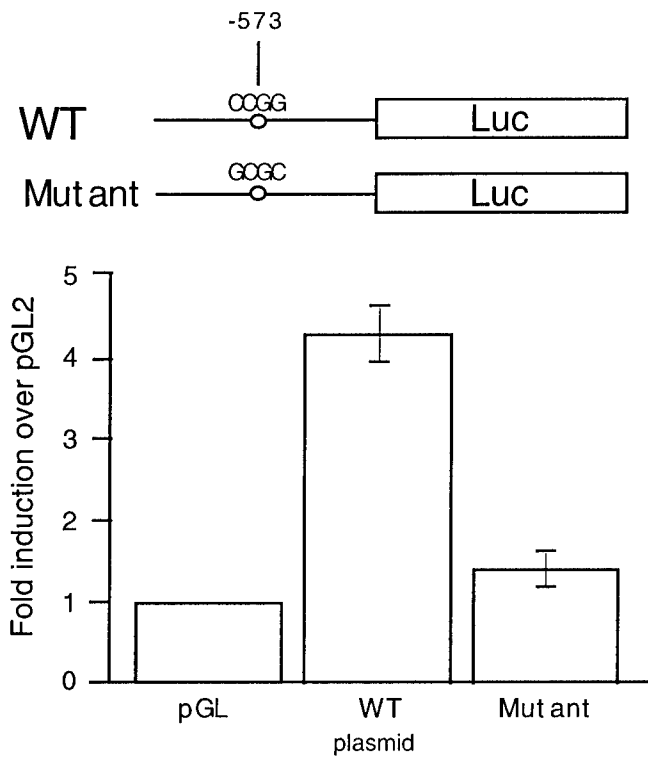 -573
CCGG
WT
Luc
GCGC
Mutant
Luc
Fold induction over pGL2
5
4
3
2
1
0
pGL
WT
Mutant
plasmid